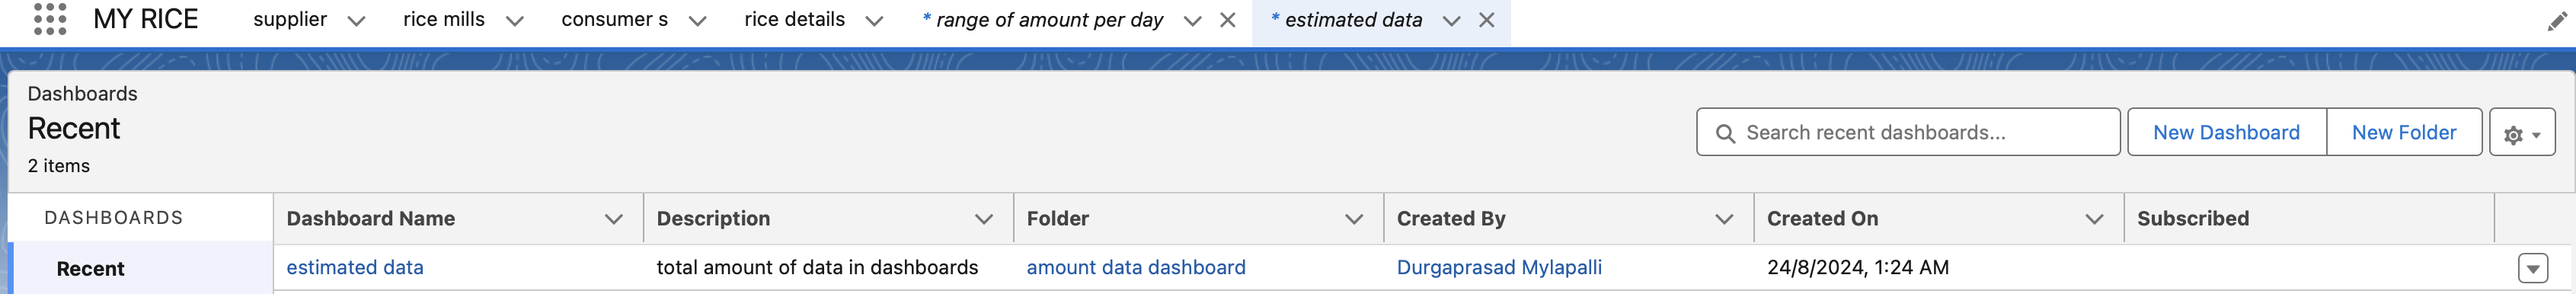 MY RICE supplier rice mills consumer s rice details * range of amount per day * estimated data
Dashboards
Recent
2 items
Search recent dashboards... New Dashboard New Folder
DASHBOARDS Dashboard Name Description Folder Created By Created On Subscribed
Recent estimated data total amount of data in dashboards amount data dashboard Durgaprasad Mylapalli 24/8/2024, 1:24 AM